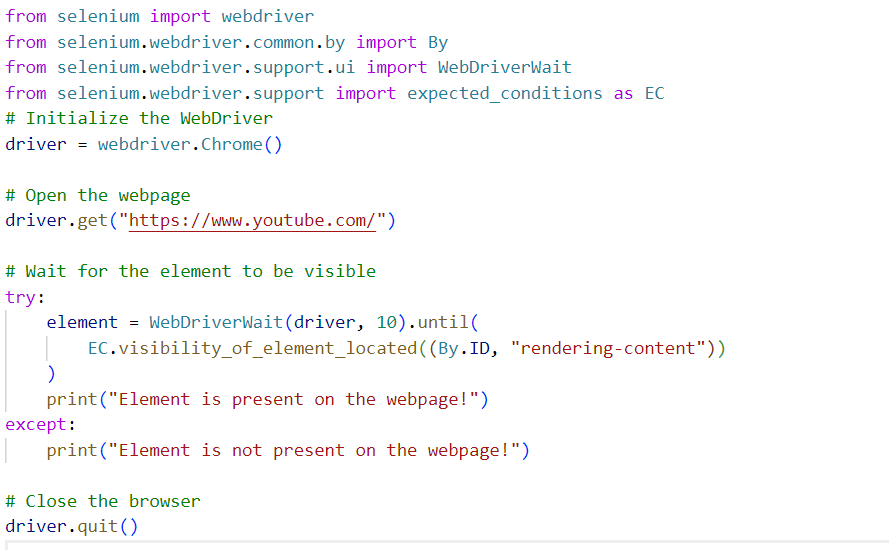 from selenium import webdriver
from selenium.webdriver.common.by import By
from selenium.webdriver.support.ui import WebDriverWait
from selenium.webdriver.support import expected_conditions as EC
# Initialize the WebDriver
driver = webdriver.Chrome()
# Open the webpage
driver.get("https://www.youtube.com/")
# Wait for the element to be visible
try:
    element = WebDriverWait(driver, 10).until(
        EC.visibility_of_element_located((By.ID, "rendering-content"))
    )
    print("Element is present on the webpage!")
except:
    print("Element is not present on the webpage!")
# Close the browser
driver.quit()